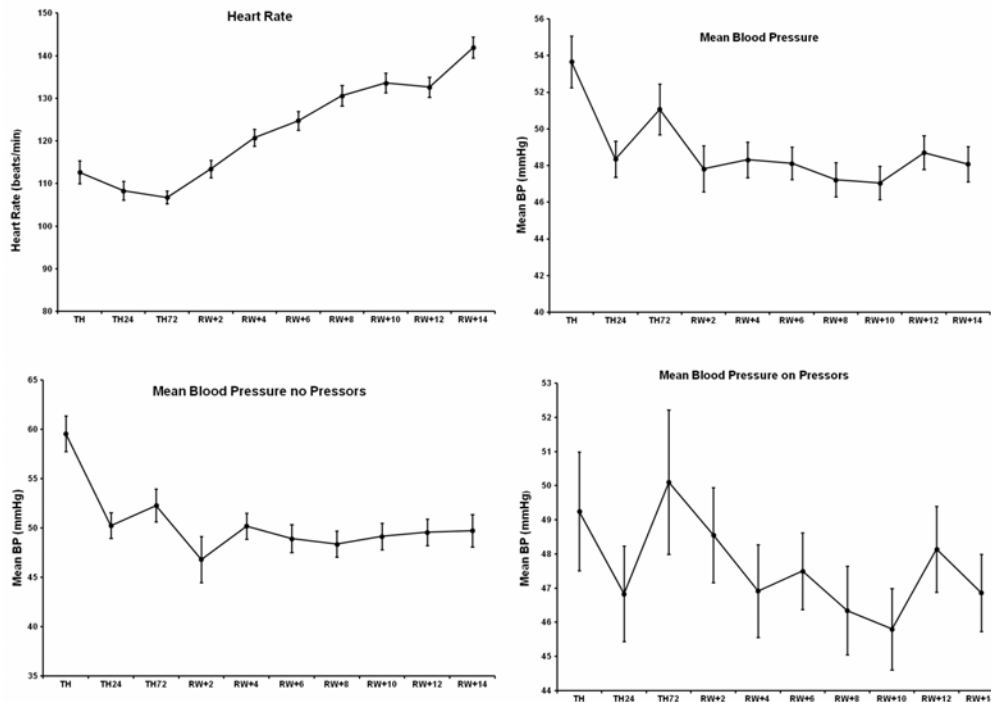 Heart Rate
Heart Rate (beats/min)
150
140
130
120
110
100
90
80
TH TH24 TH72 RW+2 RW+4 RW+6 RW+8 RW+10 RW+12 RW+14
Mean Blood Pressure
Mean BP (mmHg)
56
54
52
50
48
46
44
42
40
TH TH24 TH72 RW+2 RW+4 RW+6 RW+8 RW+10 RW+12 RW+14
Mean Blood Pressure no Pressors
Mean BP (mmHg)
65
55
50
45
40
35
TH TH24 TH72 RW+2 RW+4 RW+6 RW+8 RW+10 RW+12 RW+14
Mean Blood Pressure on Pressors
Mean BP (mmHg)
53
52
51
50
49
48
47
46
45
44
TH TH24 TH72 RW+2 RW+4 RW+6 RW+8 RW+10 RW+12 RW+1